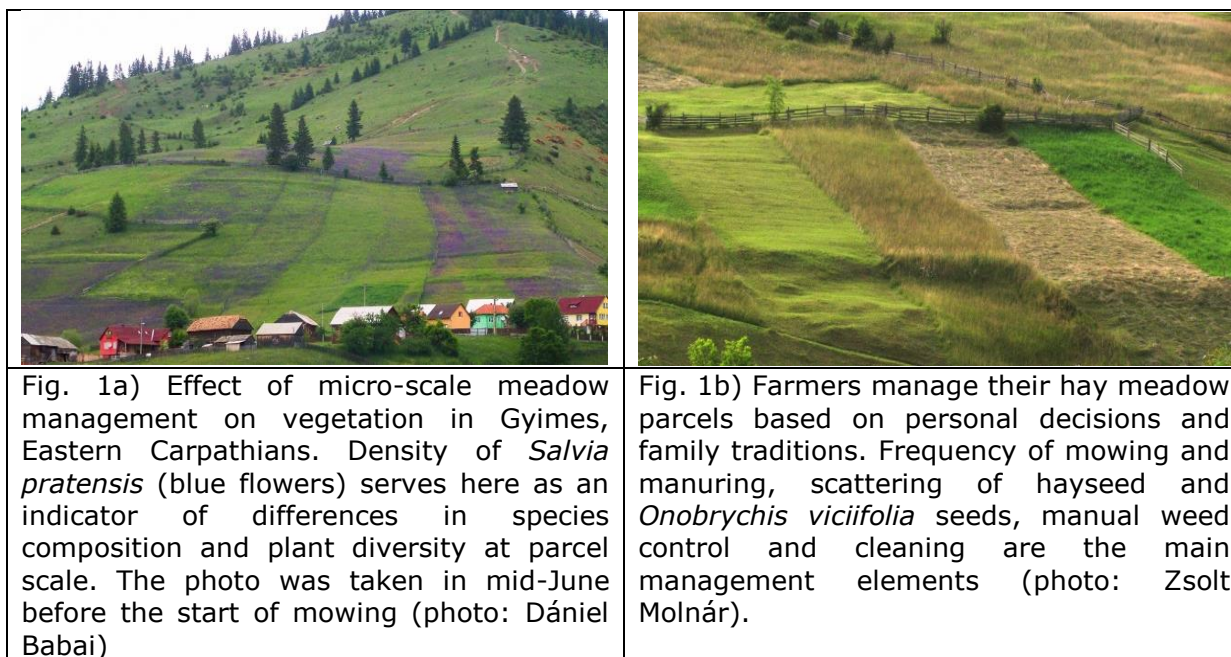 Fig. 1a) Effect of micro-scale meadow
management on vegetation in Gyimes,
Eastern Carpathians. Density of Salvia
pratensis (blue flowers) serves here as an
indicator of differences in species
composition and plant diversity at parcel
scale. The photo was taken in mid-June
before the start of mowing (photo: Dániel
Babai)
Fig. 1b) Farmers manage their hay meadow
parcels based on personal decisions and
family traditions. Frequency of mowing and
manuring, scattering of hayseed and
Onobrychis viciifolia seeds, manual weed
control and cleaning are the main
management elements (photo: Zsolt
Molnár).